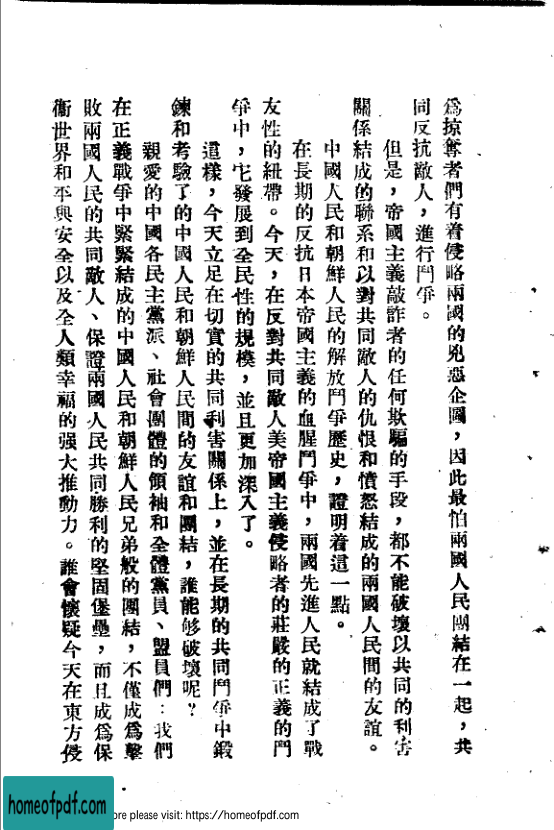 爲掠奪者們有着侵略兩國的兇惡企圖，因此最怕兩國人民團結在一起，共
同反抗敵人，進行鬥爭。
但是，帝國主義敲詐者的任何欺騙的手段，都不能破壞以共同的利害
關係結成的聯系和以對共同敵人的仇恨和憤怒結成的兩國人民間的友誼。
中國人民和朝鮮人民的解放鬥爭歷史，證明着這一點。
在長期的反抗日本帝國主義的血腥鬥爭中，兩國先進人民就結成了戰
友性的紐帶。今天，在反對共同敵人美帝國主義侵略者的莊嚴的正義的鬥
爭中，它發展到全民性的規模，並且更加深入了。
這樣，今天立足在切實的共同利害關係上，並在長期的共同鬥爭中鍛
鍊和考驗了的中國人民和朝鮮人民間的友誼和團結，誰能够破壞呢？
親愛的中國各民主黨派、社會團體的領袖和全體黨員、盟員們：我們
在正義戰爭中緊緊結成的中國人民和朝鮮人民兄弟般的團結，不僅成爲擊
敗兩國人民的共同敵人、保證兩國人民共同勝利的堅固堡壘，而且成爲保
衞世界和平與安全以及全人類幸福的强大推動力。誰會懷疑今天在東方侵
homeofpdf.com
ore please visit: https://homeofpdf.com